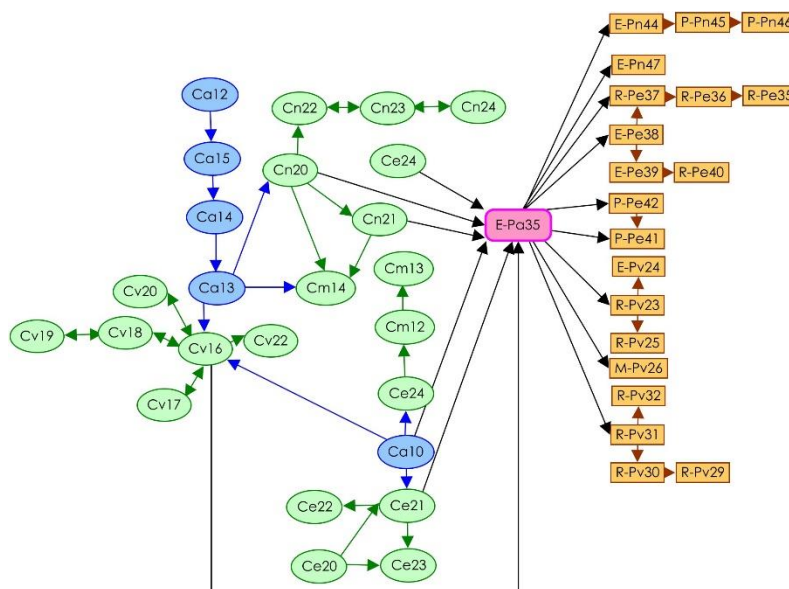 E-Pn44
P-Pn45
P-Pn46
E-Pn47
Ca12
R-Pe37
R-Pe36
R-Pe35
Cn22
Cn23
Cn24
E-Pe38
Ca15
Ce24
Cn20
E-Pe39
R-Pe40
P-Pe42
Ca14
Cn21
E-Pa35
P-Pe41
E-Pv24
Cm13
Ca13
Cm14
Cv20
R-Pv23
Cm12
Cv19
Cv18
Cv16
Cv22
R-Pv25
M-Pv26
Ce24
R-Pv32
Cv17
R-Pv31
Ca10
R-Pv30
R-Pv29
Ce22
Ce21
Ce20
Ce23